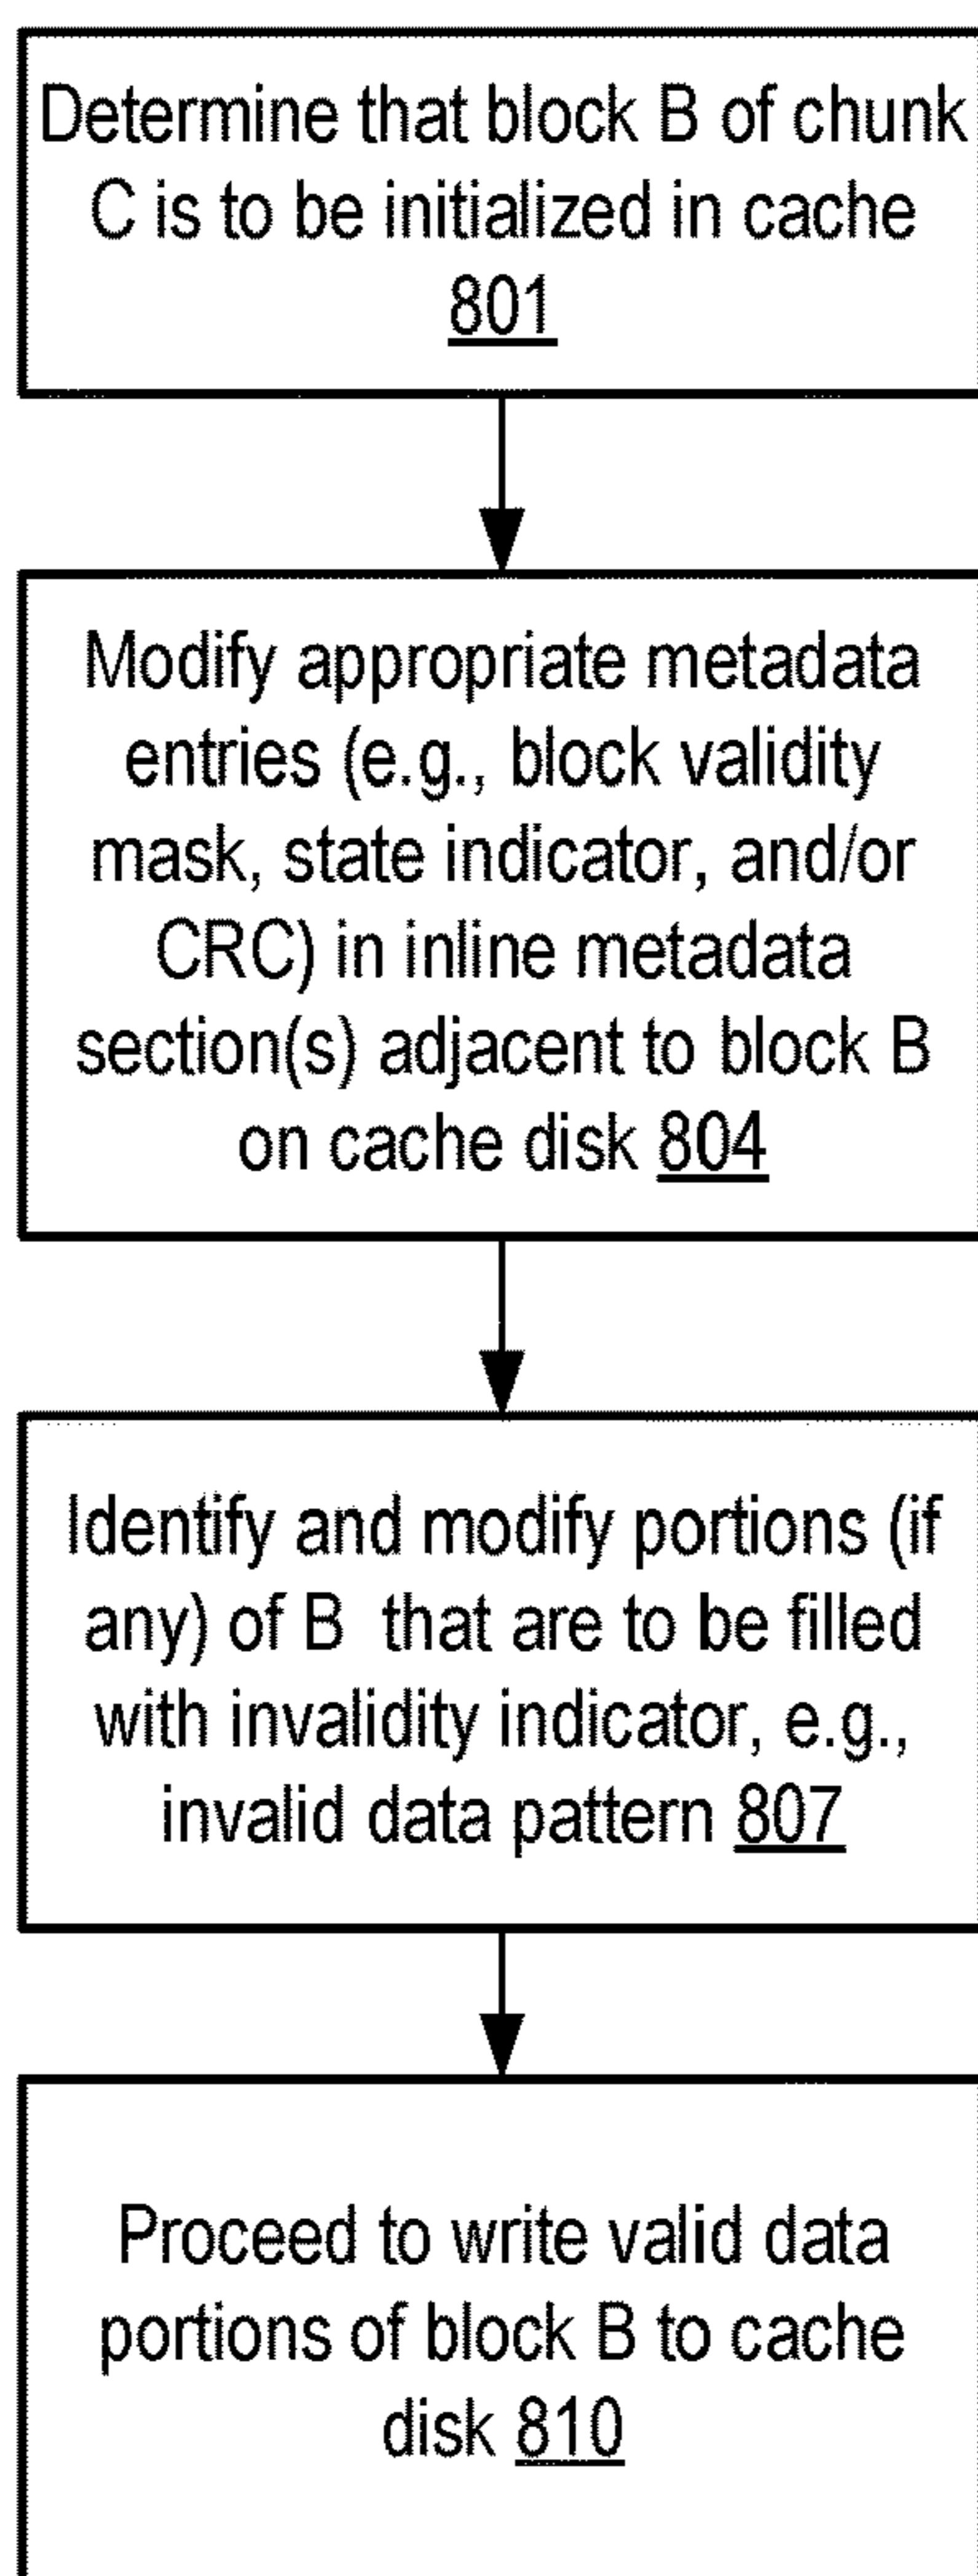 Determine that block B of chunk
C is to be initialized in cache
801
Modify appropriate metadata
entries (e.g., block validity
mask, state indicator, and/or
CRC) in inline metadata
section(s) adjacent to block B
on cache disk 804
Identify and modify portions (if
any) of B that are to be filled
with invalidity indicator, e.g.,
invalid data pattern 807
Proceed to write valid data
portions of block B to cache
disk 810